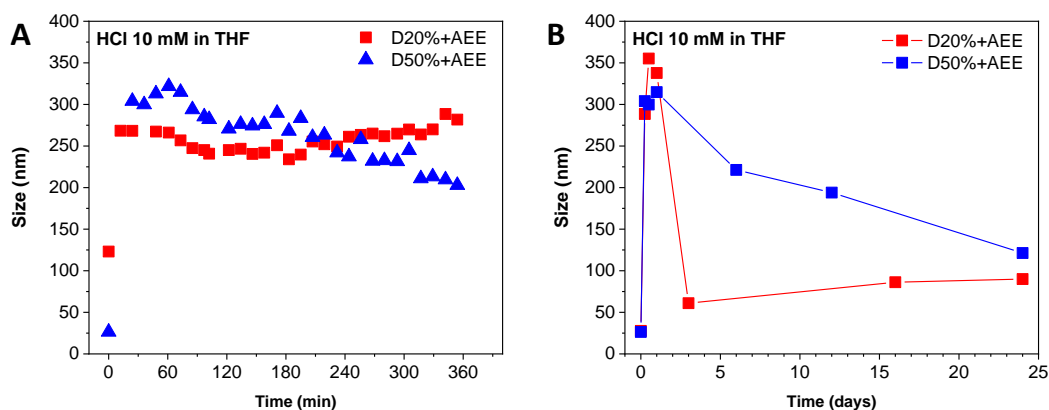 A
HCl 10 mM in THF
D20%+AEE
D50%+AEE
400
350
300
250
200
150
100
50
0
Size (nm)
0 60 120 180 240 300 360
Time (min)
B
HCl 10 mM in THF
D20%+AEE
D50%+AEE
400
350
300
250
200
150
100
50
0
Size (nm)
0 5 10 15 20 25
Time (days)